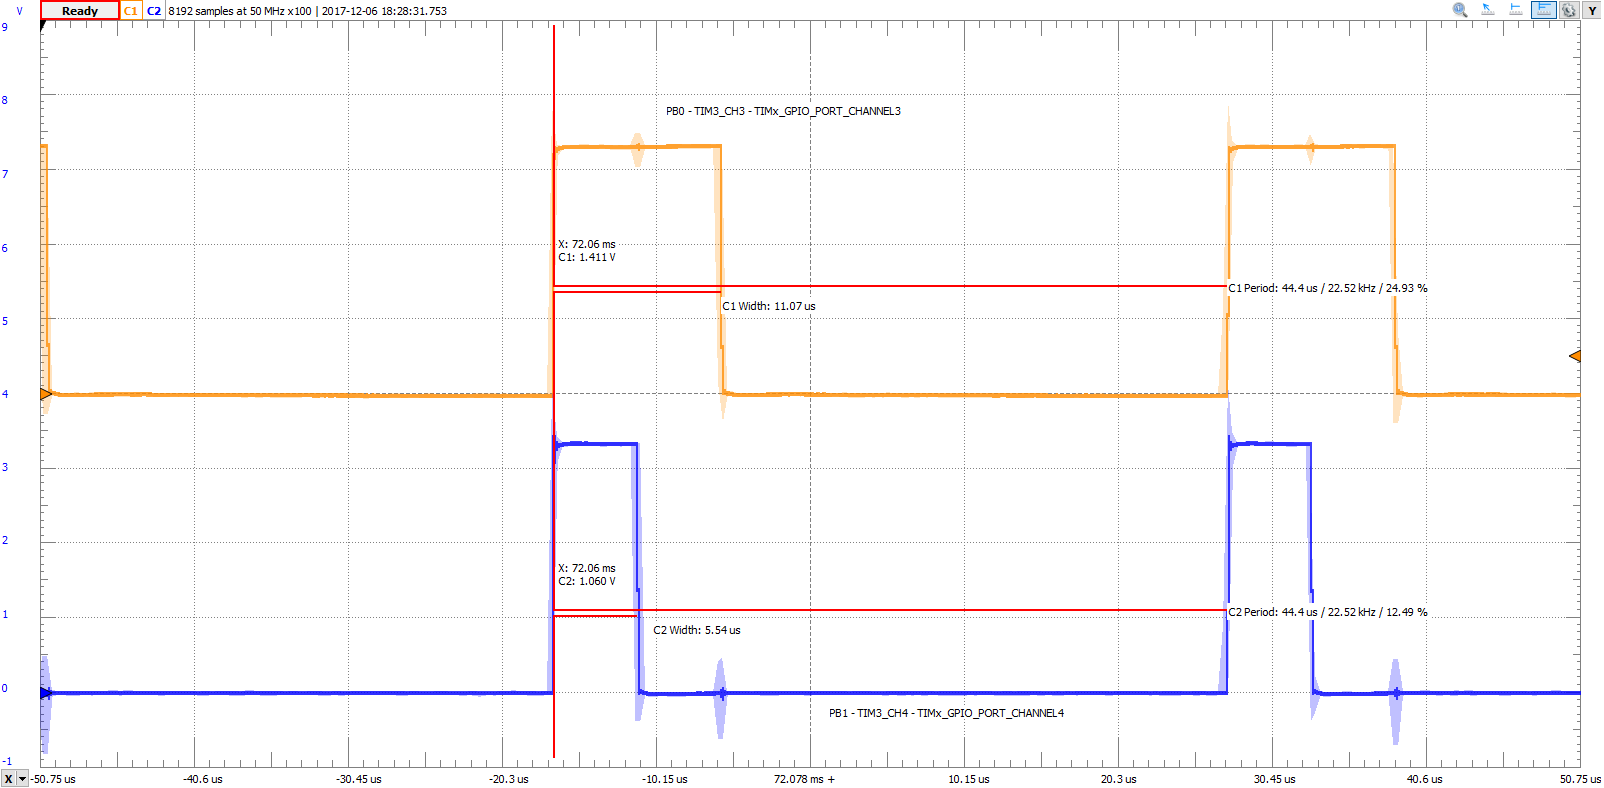 V Ready C1 C2 8192 samples at 50 MHz x100 | 2017-12-06 18:28:31.753 Y
9
PB0 - TIM3_CH3 - TIMx_GPIO_PORT_CHANNEL3
8
7
X: 72.06 ms
6
C1: 1.411 V
C1 Period: 44.4 us / 22.52 kHz / 24.93 %
C1 Width: 11.07 us
5
4
3
X: 72.06 ms
C2: 1.060 V
2
C2 Period: 44.4 us / 22.52 kHz / 12.49 %
1
C2 Width: 5.54 us
0
PB1 - TIM3_CH4 - TIMx_GPIO_PORT_CHANNEL4
-1
X -50.75 us -40.6 us -30.45 us -20.3 us -10.15 us 72.078 ms + 10.15 us 20.3 us 30.45 us 40.6 us 50.75 us